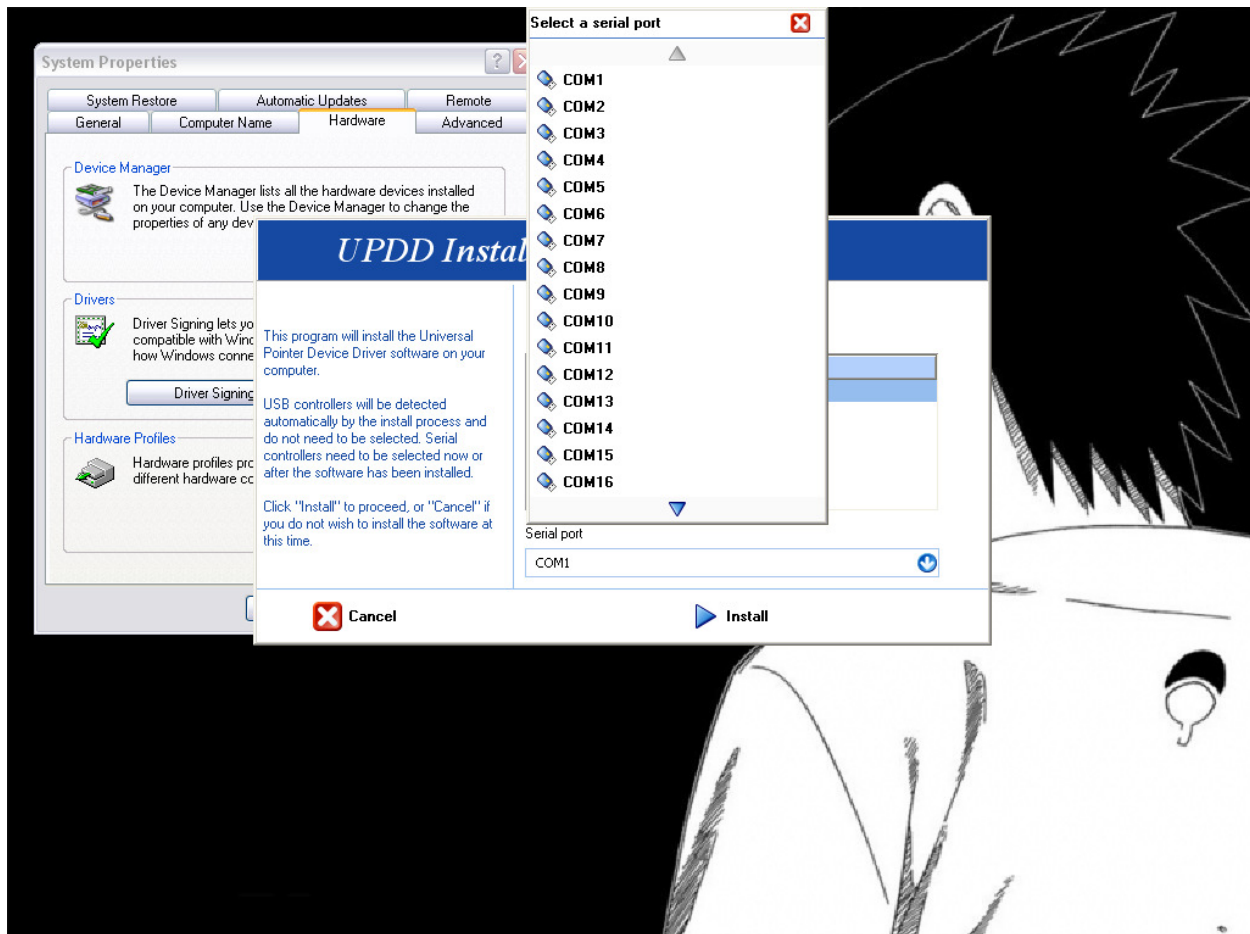 System Properties
System Restore
Automatic Updates
Remote
General
Computer Name
Hardware
Advanced
Device Manager
The Device Manager lists all the hardware devices installed
on your computer. Use the Device Manager to change the
properties of any dev
Drivers
Driver Signing lets yo
compatible with Wind
how Windows conne
Driver Signing
Hardware Profiles
Hardware profiles pro
different hardware co
UPDD Instal
This program will install the Universal
Pointer Device Driver software on your
computer.
USB controllers will be detected
automatically by the install process and
do not need to be selected. Serial
controllers need to be selected now or
after the software has been installed.
Click "Install" to proceed, or "Cancel" if
you do not wish to install the software at
this time.
Serial port
COM1
Cancel
Install
Select a serial port
COM1
COM2
COM3
COM4
COM5
COM6
COM7
COM8
COM9
COM10
COM11
COM12
COM13
COM14
COM15
COM16